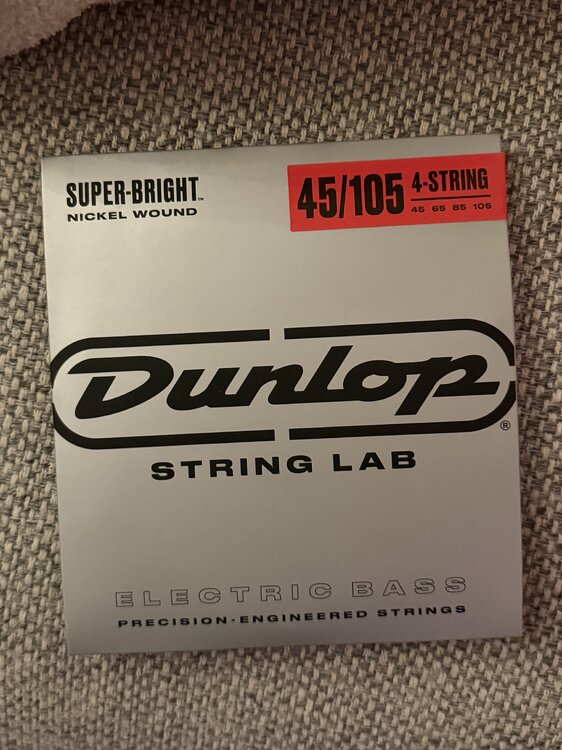 SUPER-BRIGHT™
NICKEL WOUND
45/105
4-STRING
45 65 85 105
Dunlop®
STRING LAB
ELECTRIC BASS
PRECISION-ENGINEERED STRINGS